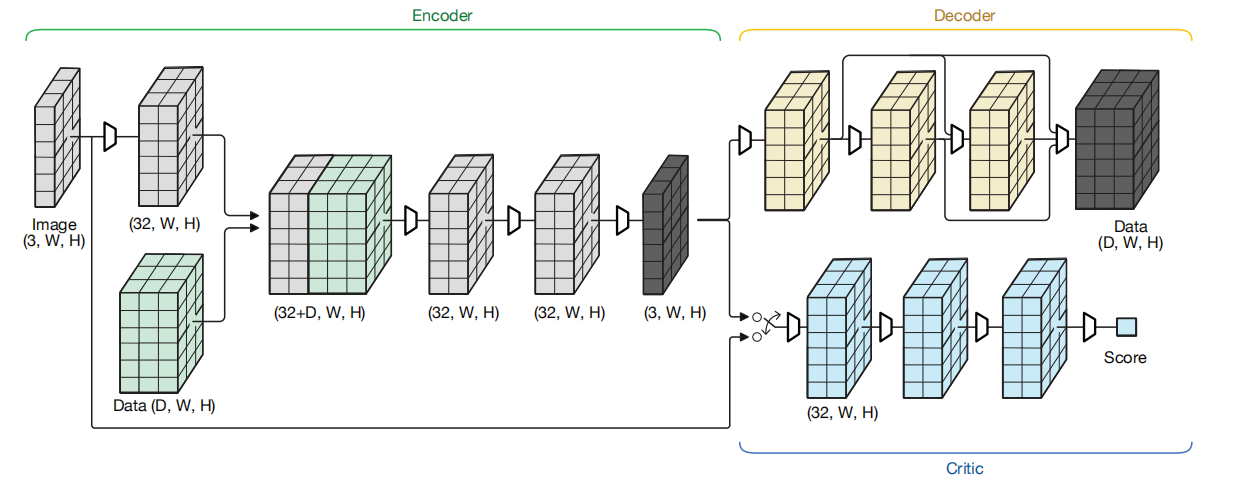 Encoder
Decoder
Image
(3, W, H)
(32, W, H)
Data (D, W, H)
(32+D, W, H)
(32, W, H)
(32, W, H)
(3, W, H)
Data
(D, W, H)
(32, W, H)
Score
Critic